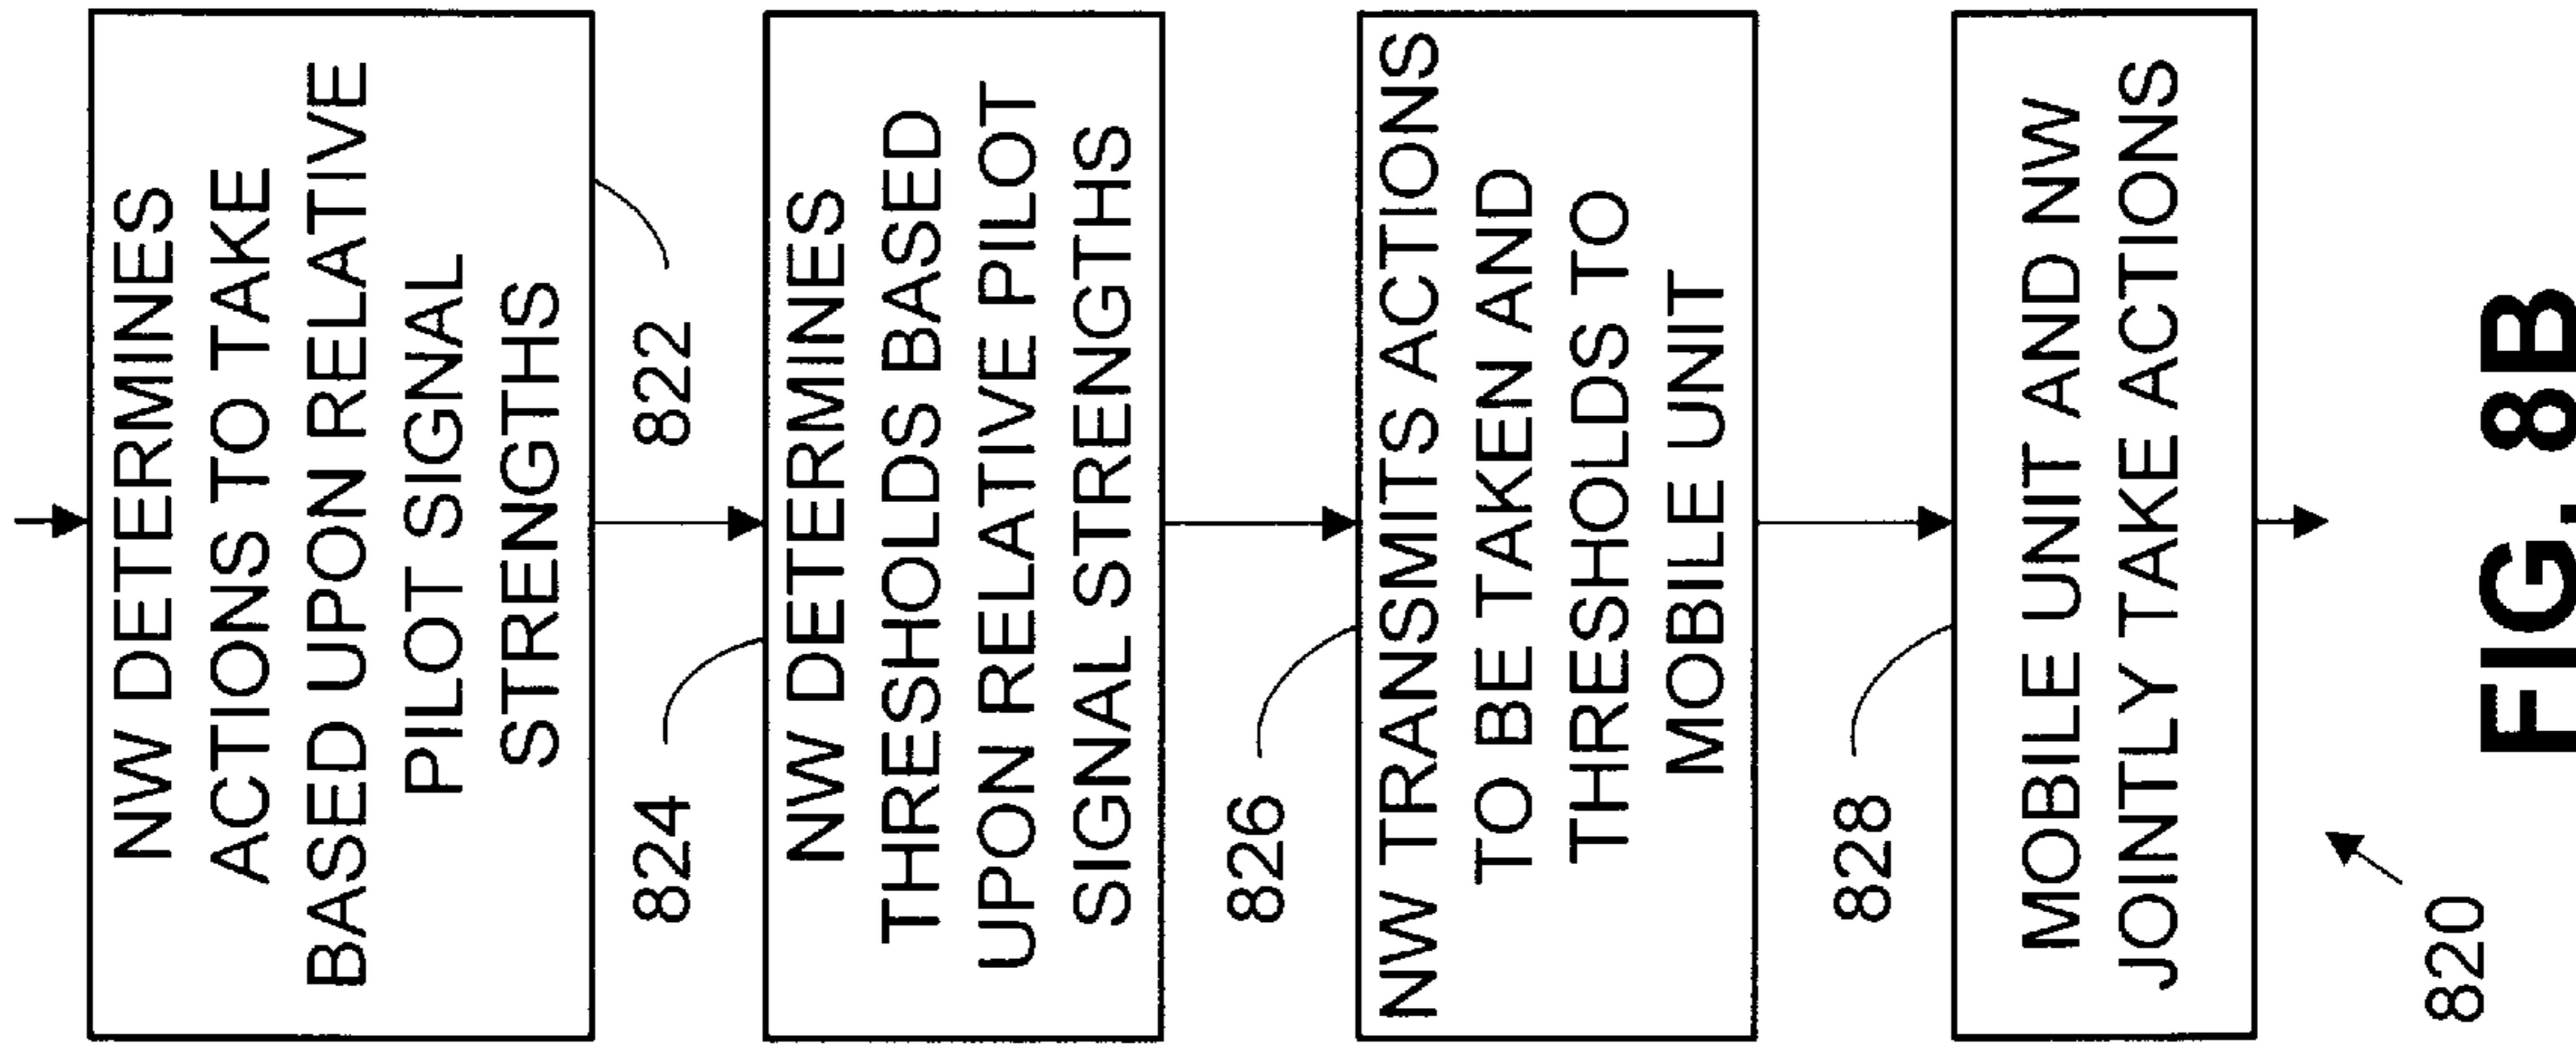 NW DETERMINES
ACTIONS TO TAKE
BASED UPON RELATIVE
PILOT SIGNAL
STRENGTHS
822
824
NW DETERMINES
THRESHOLDS BASED
UPON RELATIVE PILOT
SIGNAL STRENGTHS
826
NW TRANSMITS ACTIONS
TO BE TAKEN AND
THRESHOLDS TO
MOBILE UNIT
828
MOBILE UNIT AND NW
JOINTLY TAKE ACTIONS
820
FIG. 8B